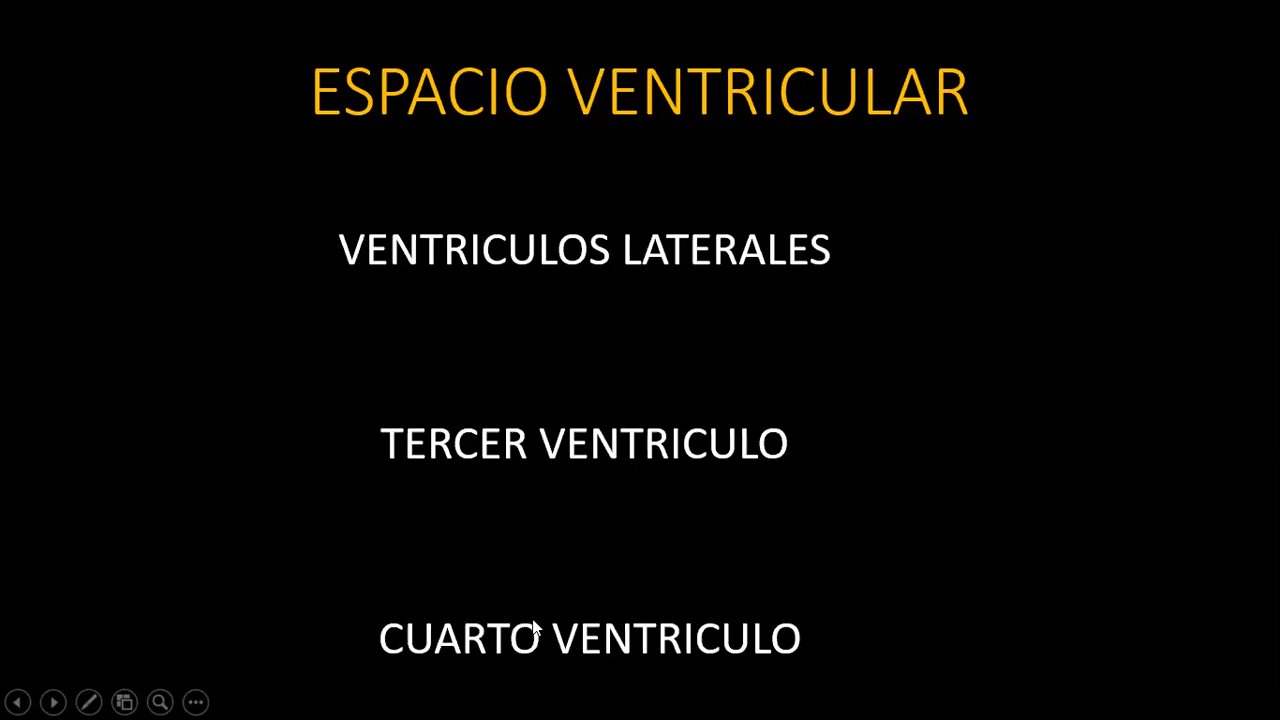 ESPACIO VENTRICULAR
VENTRICULOS LATERALES
TERCER VENTRICULO
CUARTO VENTRICULO